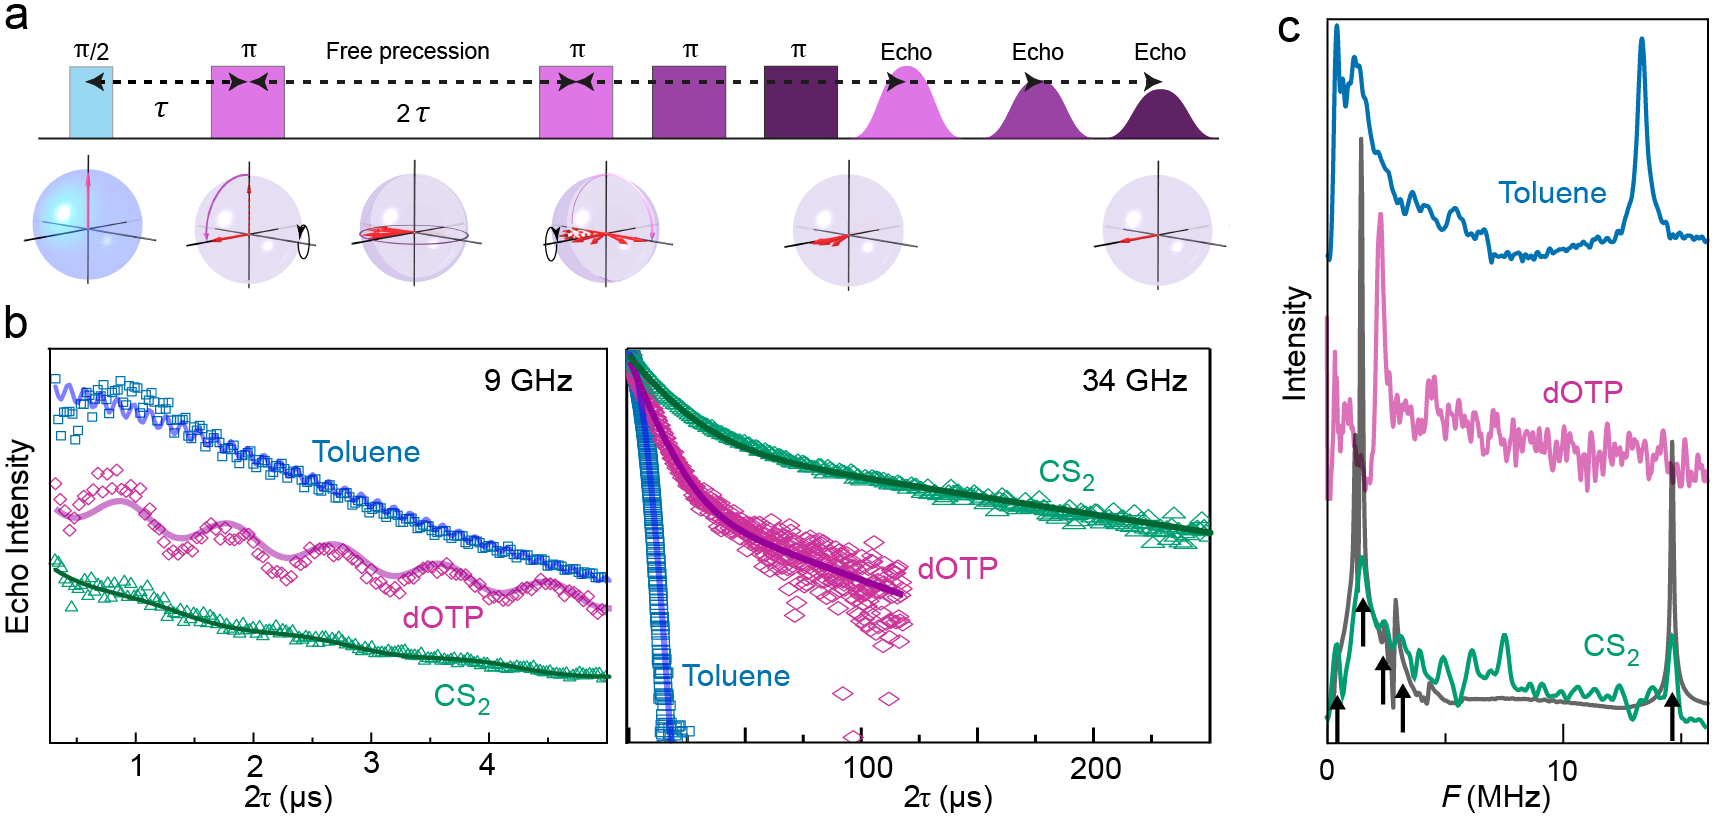 a
π/2
π
Free precession
π
π
π
Echo
Echo
Echo
τ
2 τ
b
Echo Intensity
9 GHz
Toluene
dOTP
CS2
1
2
3
4
2τ (μs)
34 GHz
CS2
dOTP
Toluene
100
200
2τ (μs)
c
Intensity
Toluene
dOTP
CS2
0
10
F (MHz)